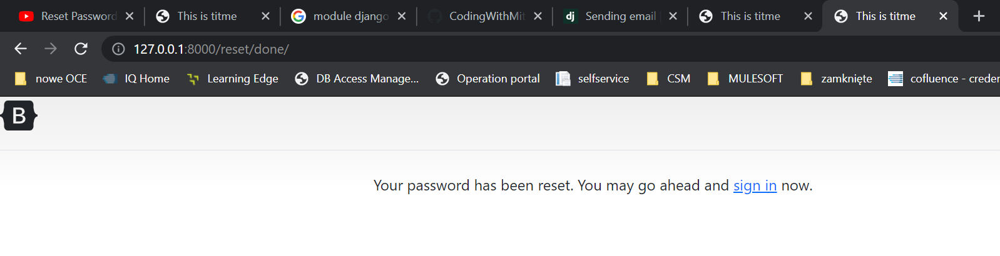 Reset Password This is titme module django CodingWithMit Sending email This is titme This is titme
127.0.0.1:8000/reset/done/
nowe OCE IQ Home Learning Edge DB Access Manage... Operation portal selfservice CSM MULESOFT zamknięte cofluence - creder
B
Your password has been reset. You may go ahead and sign in now.